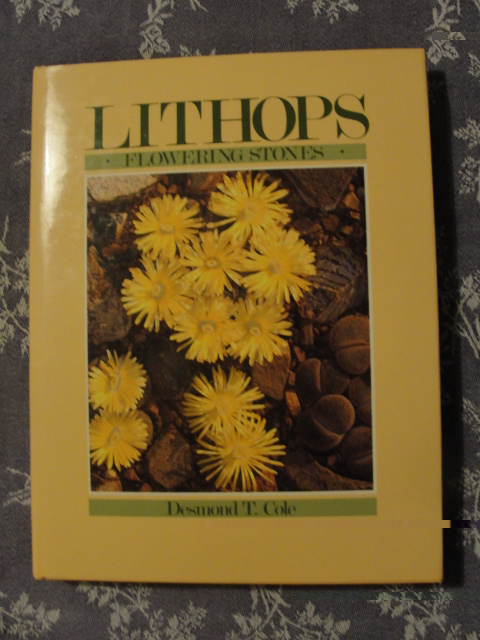 LITHOPS
· FLOWERING STONES ·
Desmond T. Cole